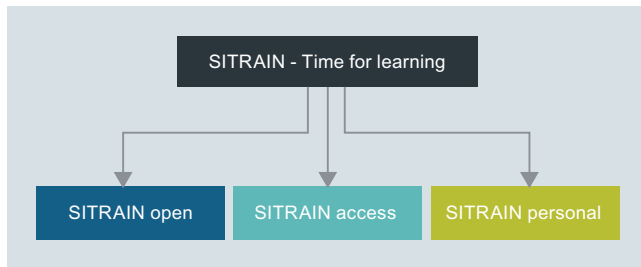 SITRAIN - Time for learning
SITRAIN open
SITRAIN access
SITRAIN personal